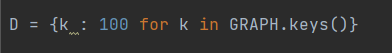 D = {k : 100 for k in GRAPH.keys()}